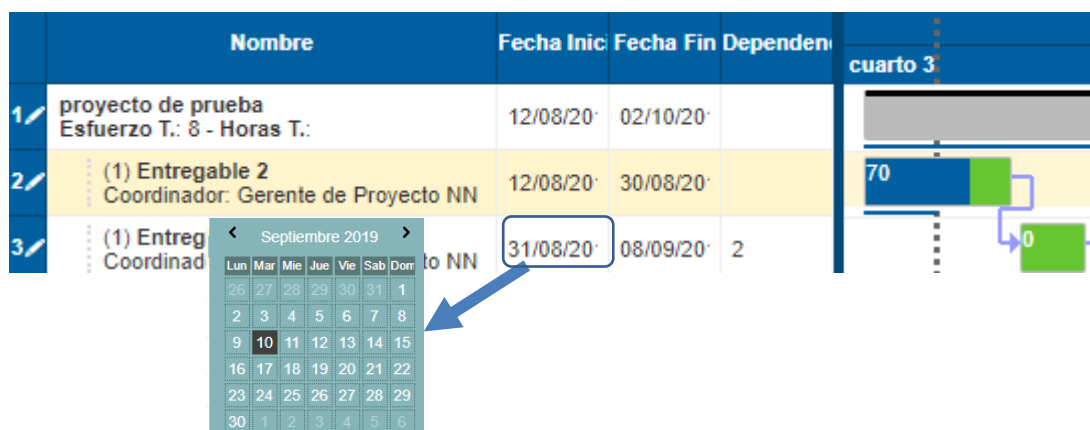 Nombre Fecha Inic Fecha Fin Dependen
cuarto 3
1 proyecto de prueba 12/08/20 02/10/20
Esfuerzo T.: 8 - Horas T.:
2 (1) Entregable 2 12/08/20 30/08/20 70
Coordinador: Gerente de Proyecto NN
3 (1) Entreg 31/08/20 08/09/20 2 0
Coordinad to NN
Septiembre 2019
Lun Mar Mie Jue Vie Sab Dom
26 27 28 29 30 31 1
2 3 4 5 6 7 8
9 10 11 12 13 14 15
16 17 18 19 20 21 22
23 24 25 26 27 28 29
30 1 2 3 4 5 6